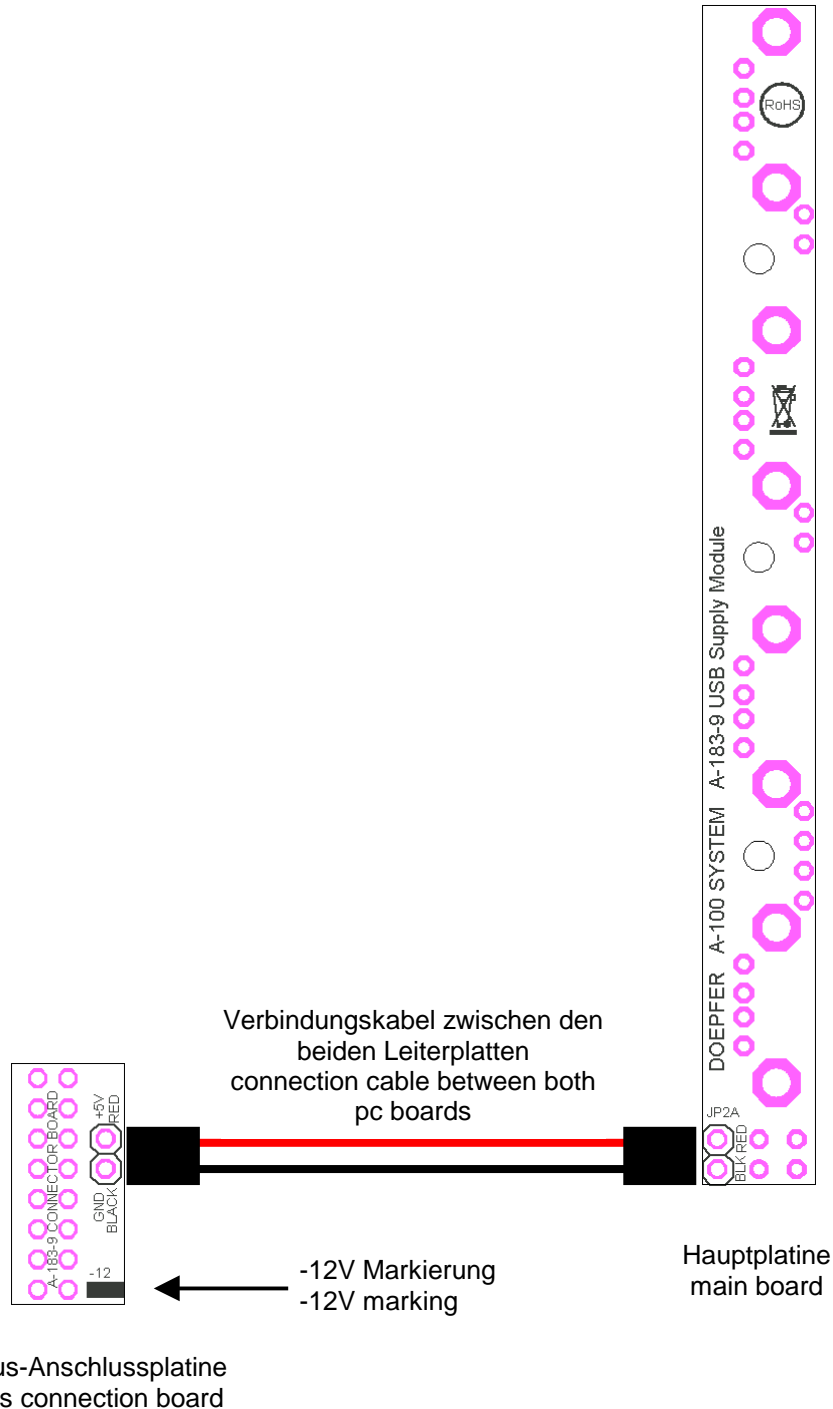 RoHS
DOEPFER A-100 SYSTEM A-183-9 USB Supply Module
Verbindungskabel zwischen den
beiden Leiterplatten
connection cable between both
pc boards
JP2A
RED
BLK
A-183-9 CONNECTOR BOARD
+5V
RED
GND
BLACK
-12
-12V Markierung
-12V marking
Hauptplatine
main board
us-Anschlussplatine
s connection board